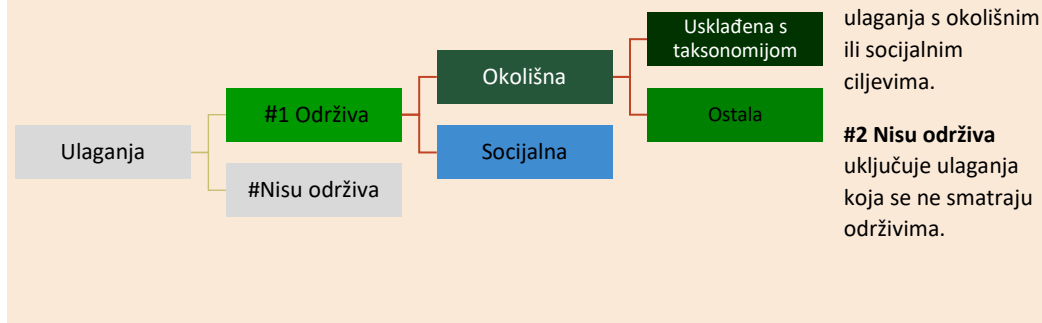 Ulaganja
#1 Održiva
#Nisu održiva
Okolišna
Socijalna
Usklađena s
taksonomijom
Ostala
ulaganja s okolišnim
ili socijalnim
ciljevima.
#2 Nisu održiva
uključuje ulaganja
koja se ne smatraju
održivima.